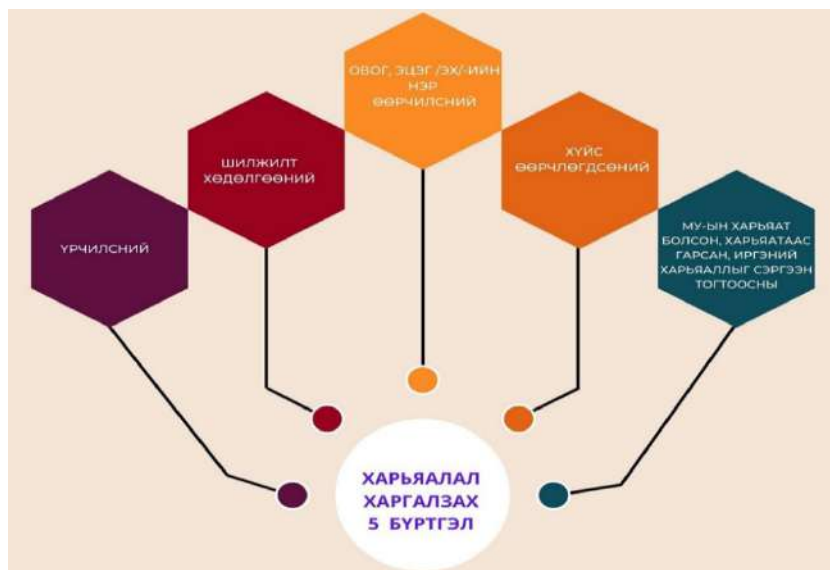 ОВОГ, ЭЦЭГ /ЭХ/-ИЙН
НЭР
ӨӨРЧИЛСНИЙ
ШИЛЖИЛТ
ХӨДӨЛГӨӨНИЙ
ХҮЙС
ӨӨРЧЛӨГДСӨНИЙ
ҮРЧИЛСНИЙ
МУ-ЫН ХАРЬЯАТ
БОЛСОН, ХАРЬЯАТААС
ГАРСАН, ИРГЭНИЙ
ХАРЬЯАЛЛЫГ СЭРГЭЭН
ТОГТООСНЫ
ХАРЬЯАЛАЛ
ХАРГАЛЗАХ
5 БҮРТГЭЛ